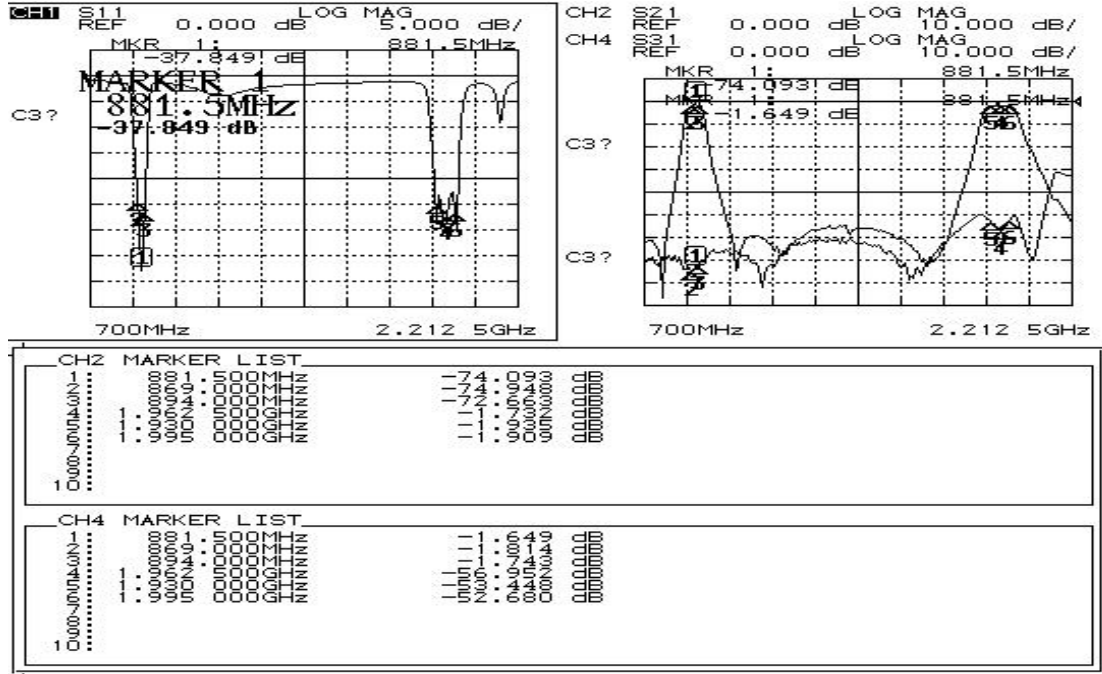 CH1 S11 LOG MAG
REF 0.000 dB 5.000 dB/
MKR 1: 881.5MHz
-37.849 dB
MARKER 1
881.5MHz
-37.849 dB
C3?
1
700MHz 2.212 5GHz
CH2 S21 LOG MAG
REF 0.000 dB 10.000 dB/
CH4 S31 LOG MAG
REF 0.000 dB 10.000 dB/
MKR 1: 881.5MHz
-74.093 dB
MKR 1: 881.5MHz
-1.649 dB
C3?
C3?
1
1
700MHz 2.212 5GHz
CH2 MARKER LIST
1: 881.500MHz -74.093 dB
2: 869.000MHz -74.948 dB
3: 894.000MHz -72.663 dB
4: 1.962 500GHz -1.732 dB
5: 1.930 000GHz -1.935 dB
6: 1.995 000GHz -1.909 dB
7:
8:
9:
10:
CH4 MARKER LIST
1: 881.500MHz -1.649 dB
2: 869.000MHz -1.814 dB
3: 894.000MHz -1.743 dB
4: 1.962 500GHz -56.952 dB
5: 1.930 000GHz -53.448 dB
6: 1.995 000GHz -52.680 dB
7:
8:
9:
10: